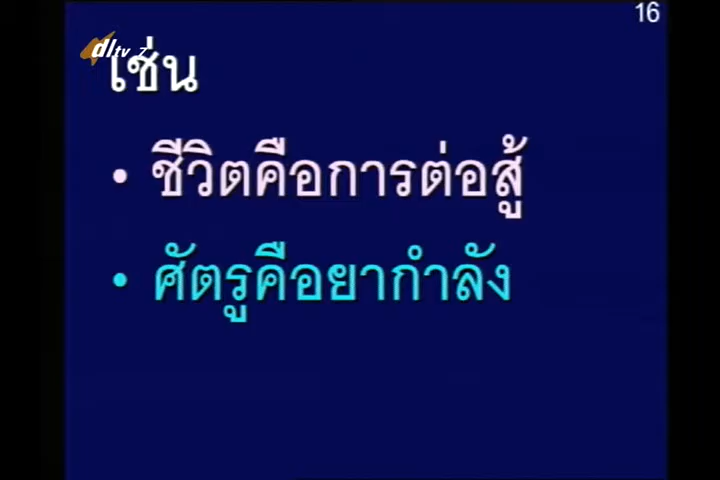 16
dltv 7
เช่น
• ชีวิตคือการต่อสู้
• ศัตรูคือยากำลัง